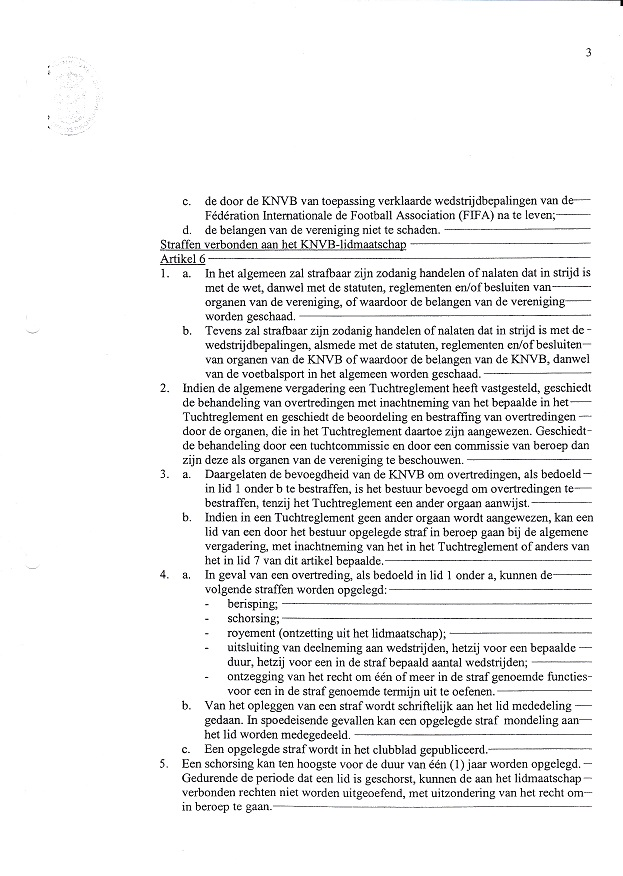 3
c. de door de KNVB van toepassing verklaarde wedstrijdbepalingen van de
Fédération Internationale de Football Association (FIFA) na te leven;
d. de belangen van de vereniging niet te schaden.
Straffen verbonden aan het KNVB-lidmaatschap
Artikel 6
1. a. In het algemeen zal strafbaar zijn zodanig handelen of nalaten dat in strijd is
met de wet, danwel met de statuten, reglementen en/of besluiten van
organen van de vereniging, of waardoor de belangen van de vereniging
worden geschaad.
b. Tevens zal strafbaar zijn zodanig handelen of nalaten dat in strijd is met de -
wedstrijdbepalingen, alsmede met de statuten, reglementen en/of besluiten
van organen van de KNVB of waardoor de belangen van de KNVB, danwel
van de voetbalsport in het algemeen worden geschaad.
2. Indien de algemene vergadering een Tuchtreglement heeft vastgesteld, geschiedt
de behandeling van overtredingen met inachtneming van het bepaalde in het
Tuchtreglement en geschiedt de beoordeling en bestraffing van overtredingen
door de organen, die in het Tuchtreglement daartoe zijn aangewezen. Geschiedt
de behandeling door een tuchtcommissie en door een commissie van beroep dan
zijn deze als organen van de vereniging te beschouwen.
3. a. Daargelaten de bevoegdheid van de KNVB om overtredingen, als bedoeld
in lid 1 onder b te bestraffen, is het bestuur bevoegd om overtredingen te
bestraffen, tenzij het Tuchtreglement een ander orgaan aanwijst.
b. Indien in een Tuchtreglement geen ander orgaan wordt aangewezen, kan een
lid van een door het bestuur opgelegde straf in beroep gaan bij de algemene
vergadering, met inachtneming van het in het Tuchtreglement of anders van
het in lid 7 van dit artikel bepaalde.
4. a. In geval van een overtreding, als bedoeld in lid 1 onder a, kunnen de
volgende straffen worden opgelegd:
- berisping;
- schorsing;
- royement (ontzetting uit het lidmaatschap);
- uitsluiting van deelneming aan wedstrijden, hetzij voor een bepaalde
duur, hetzij voor een in de straf bepaald aantal wedstrijden;
- ontzegging van het recht om één of meer in de straf genoemde functies
voor een in de straf genoemde termijn uit te oefenen.
b. Van het opleggen van een straf wordt schriftelijk aan het lid mededeling
gedaan. In spoedeisende gevallen kan een opgelegde straf mondeling aan
het lid worden medegedeeld.
c. Een opgelegde straf wordt in het clubblad gepubliceerd.
5. Een schorsing kan ten hoogste voor de duur van één (1) jaar worden opgelegd.
Gedurende de periode dat een lid is geschorst, kunnen de aan het lidmaatschap
verbonden rechten niet worden uitgeoefend, met uitzondering van het recht om
in beroep te gaan.